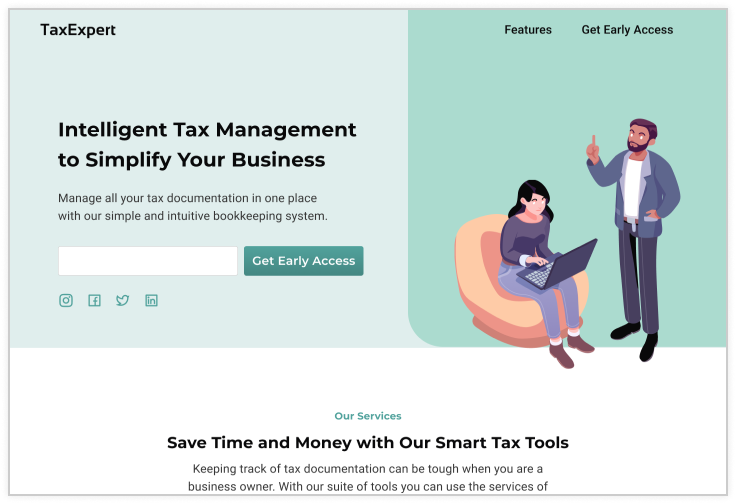 TaxExpert
Features
Get Early Access
Intelligent Tax Management
to Simplify Your Business
Manage all your tax documentation in one place
with our simple and intuitive bookkeeping system.
Get Early Access
Our Services
Save Time and Money with Our Smart Tax Tools
Keeping track of tax documentation can be tough when you are a
business owner. With our suite of tools you can use the services of